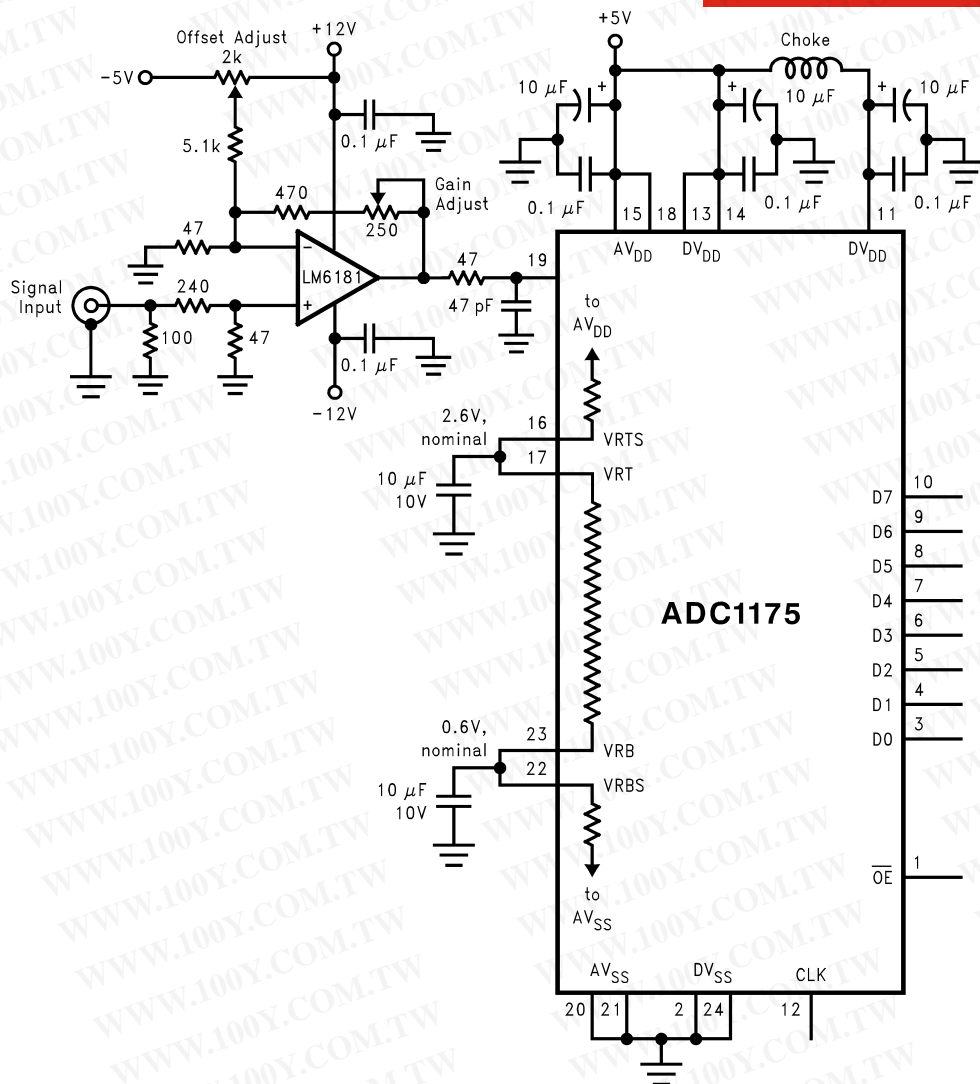 +5V
+12V
Offset Adjust
2k
-5V
Choke
10 μF
+
+
10 μF
+
10 μF
5.1k
0.1 μF
0.1 μF
0.1 μF
0.1 μF
470
Gain
Adjust
250
15
18
13
14
11
AVDD
DVDD
DVDD
47
−
LM6181
+
Signal
Input
240
100
47
47
19
47 pF
0.1 μF
-12V
to
AVDD
2.6V,
nominal
16
VRTS
17
VRT
10 μF
10V
ADC1175
D7
10
D6
9
D5
8
D4
7
D3
6
D2
5
D1
4
D0
3
0.6V,
nominal
23
VRB
22
VRBS
10 μF
10V
to
AVSS
OE
1
AVSS
DVSS
CLK
20
21
2
24
12
WWW.100Y.COM.TW